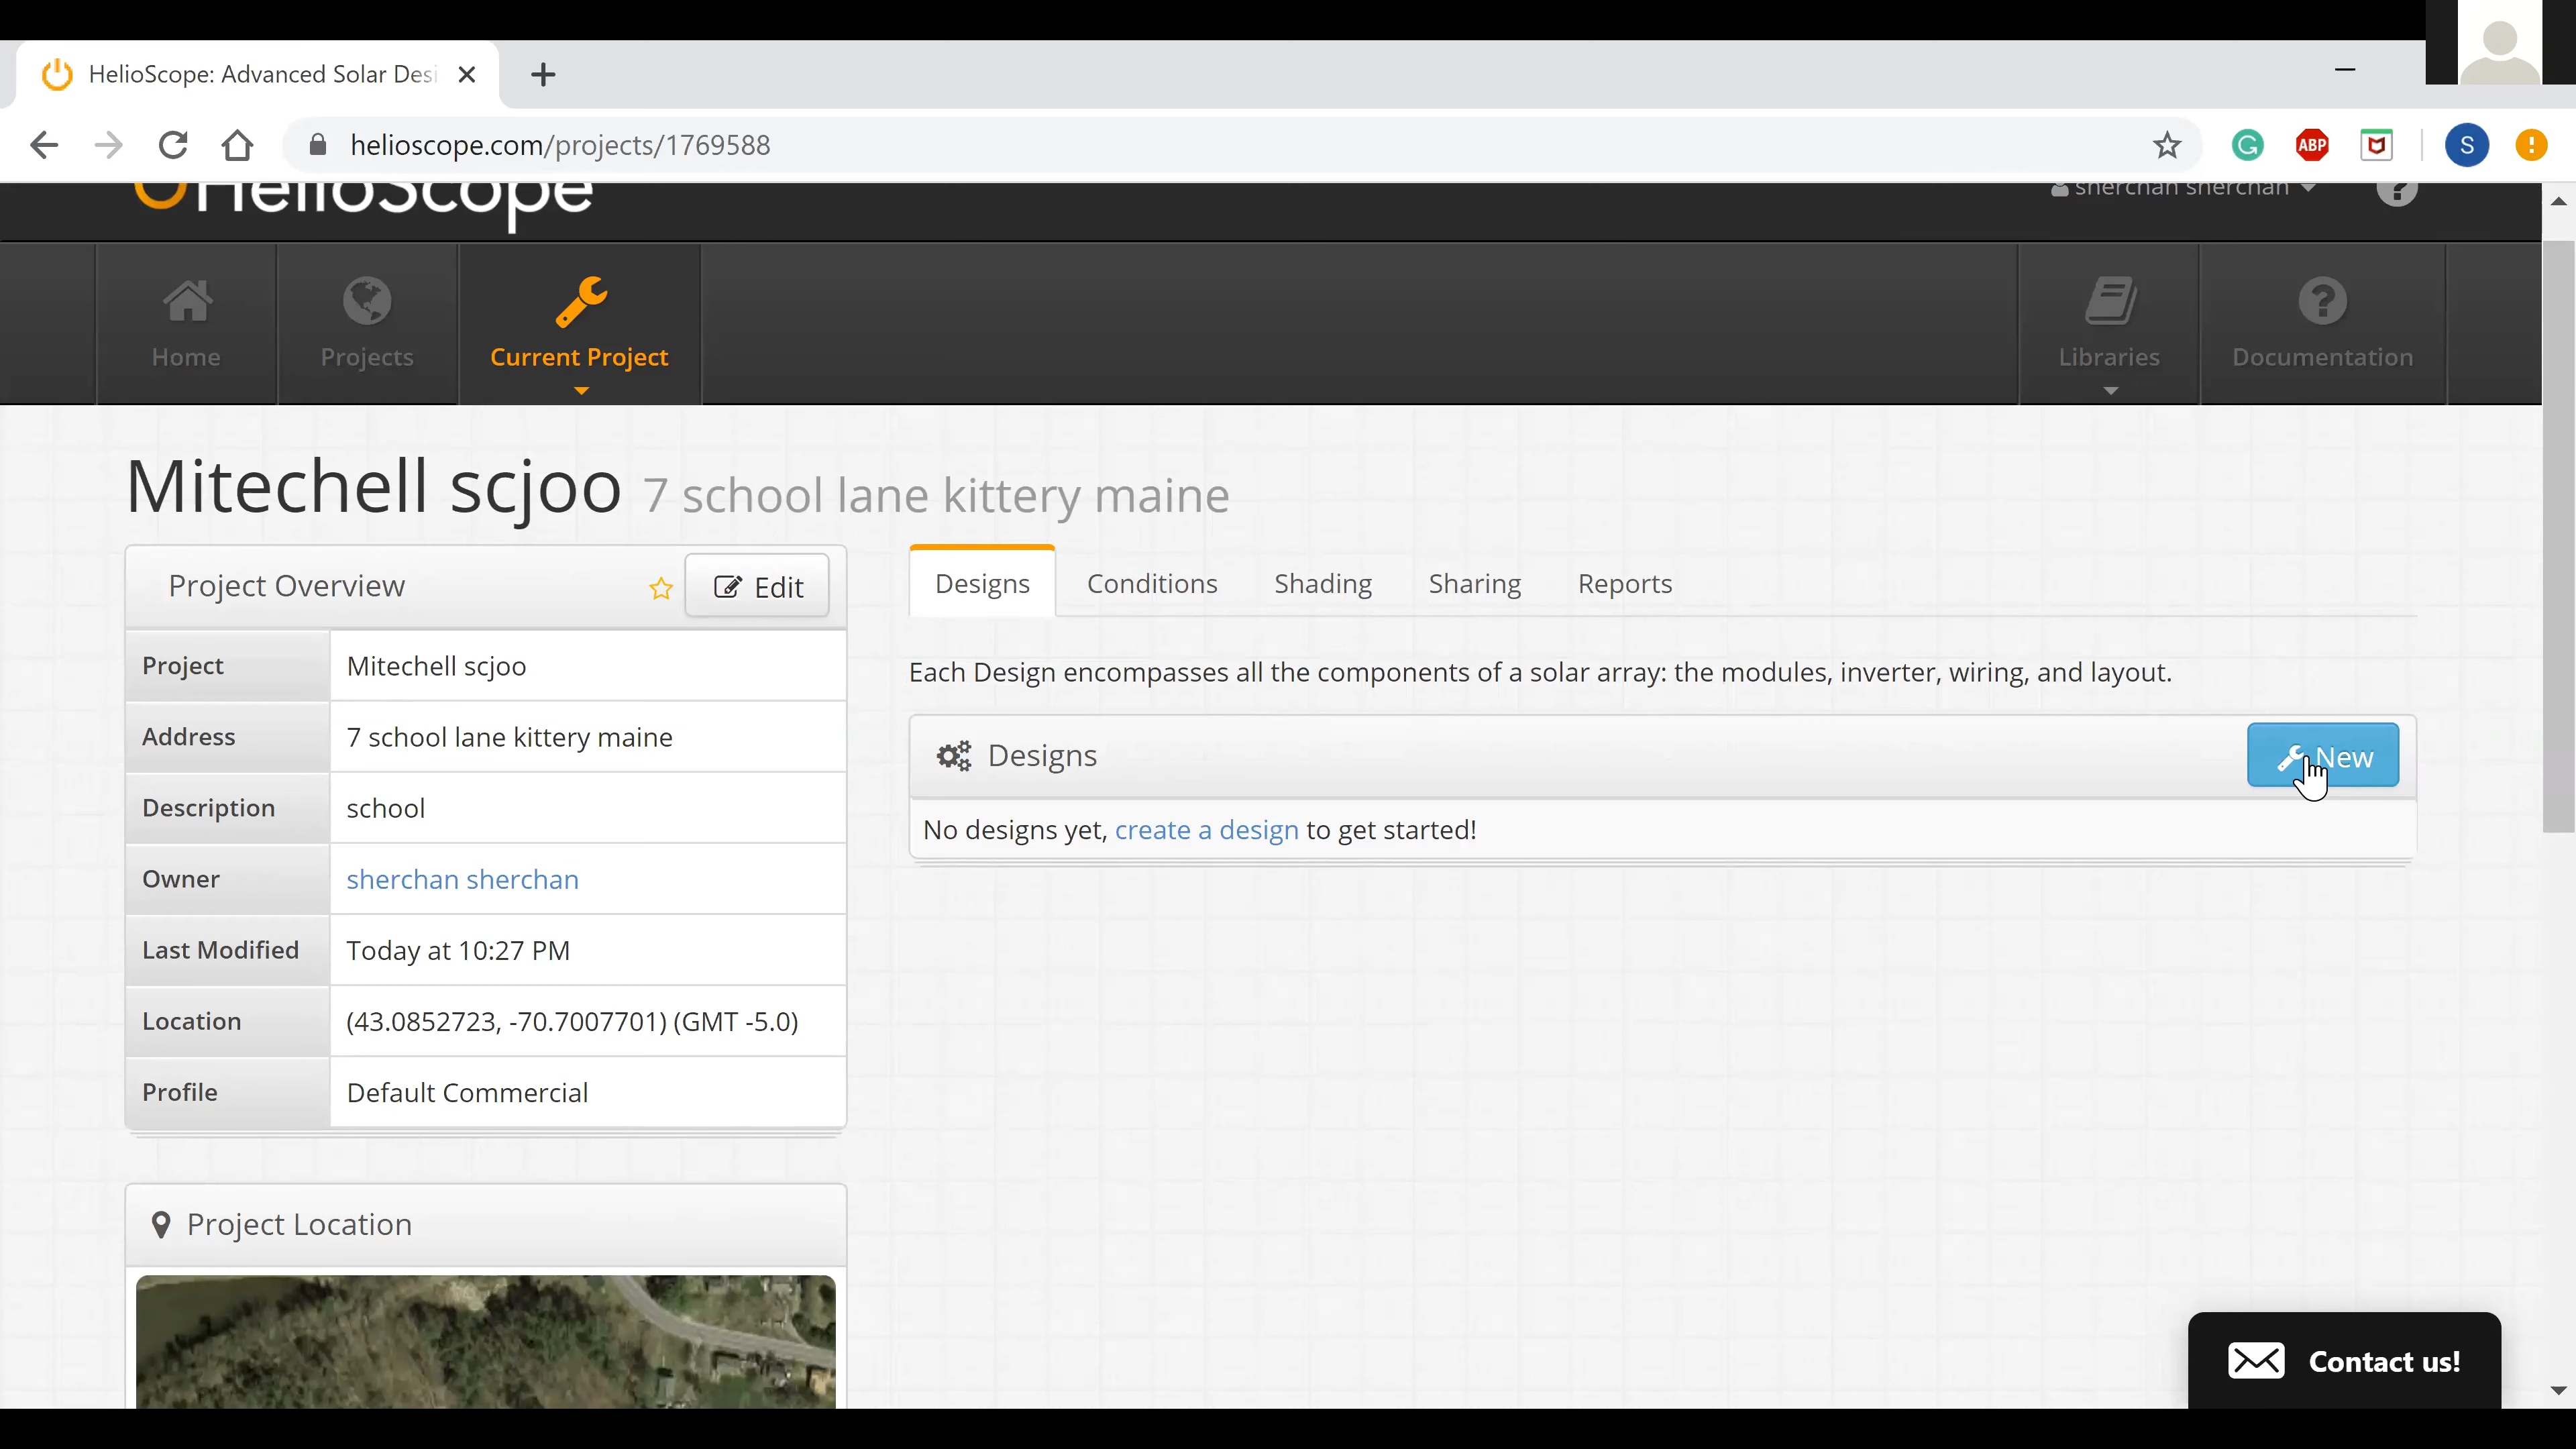 HelioScope: Advanced Solar Desi
helioscope.com/projects/1769588
ABP
S
HelioScope
sherchan sherchan
Home
Projects
Current Project
Libraries
Documentation
Mitechell scjoo 7 school lane kittery maine
Project Overview
Edit
Designs
Conditions
Shading
Sharing
Reports
Project
Mitechell scjoo
Address
7 school lane kittery maine
Description
school
Owner
sherchan sherchan
Last Modified
Today at 10:27 PM
Location
(43.0852723, -70.7007701) (GMT -5.0)
Profile
Default Commercial
Each Design encompasses all the components of a solar array: the modules, inverter, wiring, and layout.
Designs
New
No designs yet, create a design to get started!
Project Location
Contact us!